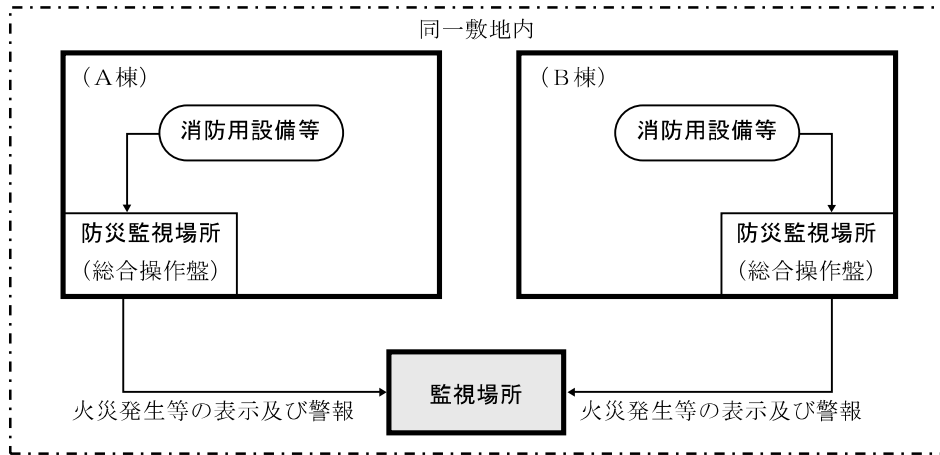 同一敷地内
（Ａ棟）
消防用設備等
防災監視場所
（総合操作盤）
（Ｂ棟）
消防用設備等
防災監視場所
（総合操作盤）
監視場所
火災発生等の表示及び警報
火災発生等の表示及び警報